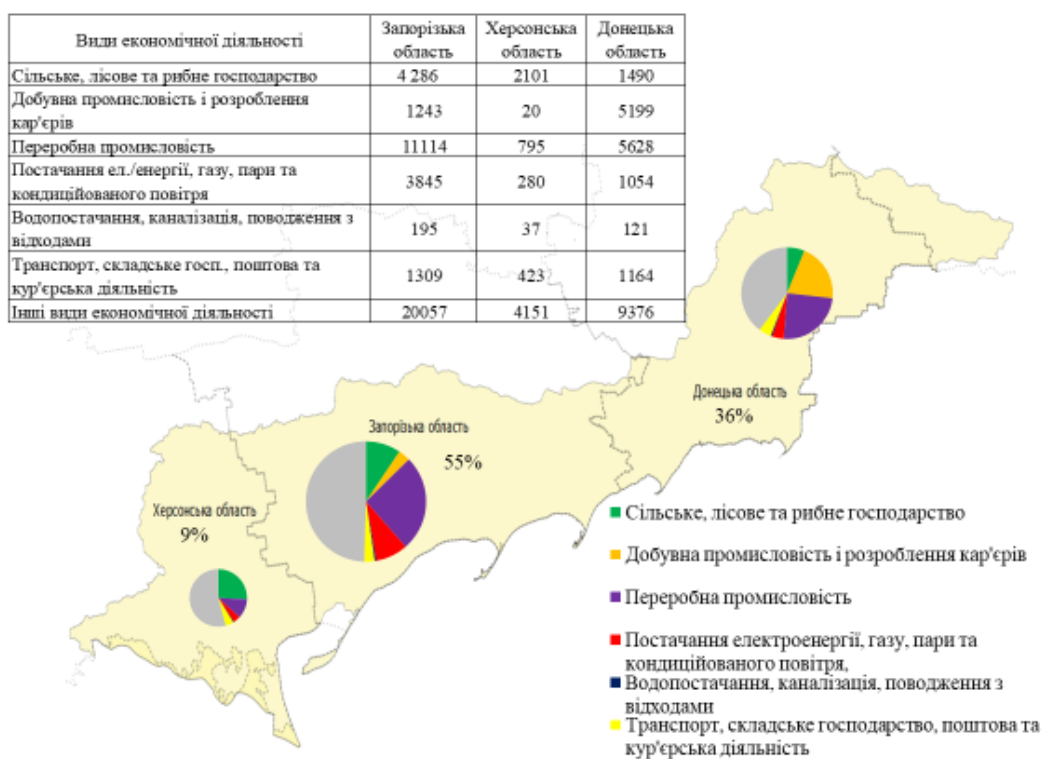 Види економічної діяльності
Запорізька область
Херсонська область
Донецька область
Сільське, лісове та рибне господарство 4 286 2101 1490
Добувна промисловість і розроблення
кар'єрів 1243 20 5199
Переробна промисловість 11114 795 5628
Постачання ел./енергії, газу, пари та
кондиційованого повітря 3845 280 1054
Водопостачання, каналізація, поводження з
відходами 195 37 121
Транспорт, складське госп., поштова та
кур'єрська діяльність 1309 423 1164
Інші види економічної діяльності 20057 4151 9376
Донецька область
36%
Запорізька область
55%
Херсонська область
9%
Сільське, лісове та рибне господарство
Добувна промисловість і розроблення кар'єрів
Переробна промисловість
Постачання електроенергії, газу, пари та
кондиційованого повітря,
Водопостачання, каналізація, поводження з
відходами
Транспорт, складське господарство, поштова та
кур'єрська діяльність